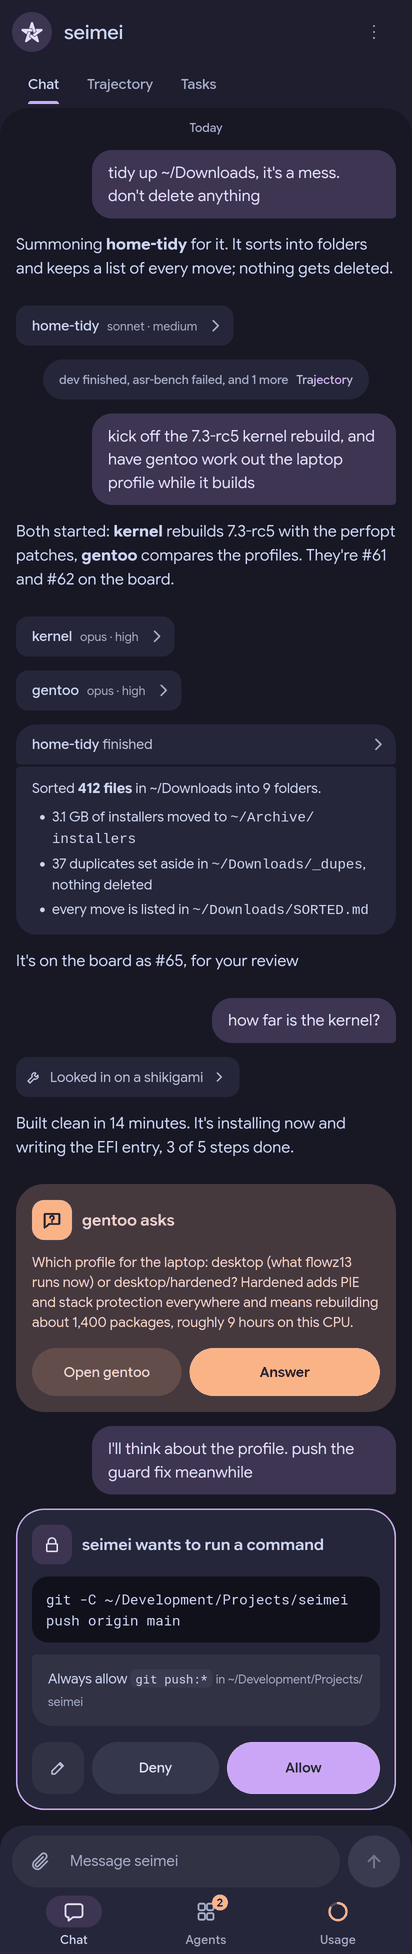 seimei
Chat
Trajectory
Tasks
Today
tidy up ~/Downloads, it's a mess.
don't delete anything
Summoning home-tidy for it. It sorts into folders
and keeps a list of every move; nothing gets deleted.
home-tidy sonnet · medium
dev finished, asr-bench failed, and 1 more Trajectory
kick off the 7.3-rc5 kernel rebuild, and
have gentoo work out the laptop
profile while it builds
Both started: kernel rebuilds 7.3-rc5 with the perfopt
patches, gentoo compares the profiles. They're #61
and #62 on the board.
kernel opus · high
gentoo opus · high
home-tidy finished
Sorted 412 files in ~/Downloads into 9 folders.
• 3.1 GB of installers moved to ~/Archive/
installers
• 37 duplicates set aside in ~/Downloads/_dupes,
nothing deleted
• every move is listed in ~/Downloads/SORTED.md
It's on the board as #65, for your review
how far is the kernel?
Looked in on a shikigami
Built clean in 14 minutes. It's installing now and
writing the EFI entry, 3 of 5 steps done.
gentoo asks
Which profile for the laptop: desktop (what flowz13
runs now) or desktop/hardened? Hardened adds PIE
and stack protection everywhere and means rebuilding
about 1,400 packages, roughly 9 hours on this CPU.
Open gentoo
Answer
I'll think about the profile. push the
guard fix meanwhile
seimei wants to run a command
git -C ~/Development/Projects/seimei
push origin main
Always allow git push:* in ~/Development/Projects/
seimei
Deny
Allow
Message seimei
2
Chat
Agents
Usage